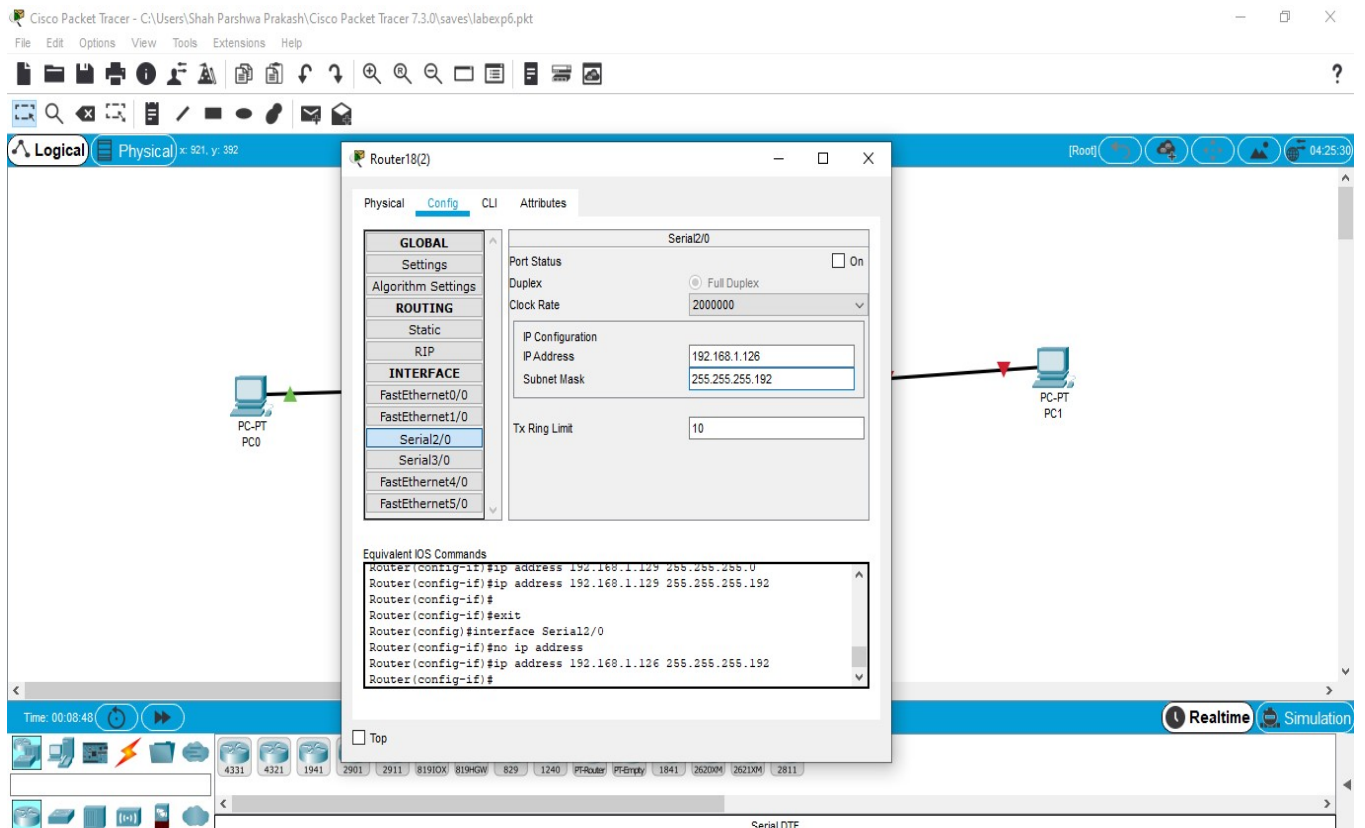 Cisco Packet Tracer - C:\Users\Shah Parshwa Prakash\Cisco Packet Tracer 7.3.0\saves\labexp6.pkt
File Edit Options View Tools Extensions Help
?
Logical Physical x: 921, y: 392
[Root] 04:25:30
Router18(2)
Physical Config CLI Attributes
GLOBAL
Settings
Algorithm Settings
ROUTING
Static
RIP
INTERFACE
FastEthernet0/0
FastEthernet1/0
Serial2/0
Serial3/0
FastEthernet4/0
FastEthernet5/0
Serial2/0
Port Status On
Duplex Full Duplex
Clock Rate 2000000
IP Configuration
IP Address 192.168.1.126
Subnet Mask 255.255.255.192
Tx Ring Limit 10
PC-PT
PC0
PC-PT
PC1
Equivalent IOS Commands
Router(config-if)#ip address 192.168.1.129 255.255.255.0
Router(config-if)#ip address 192.168.1.129 255.255.255.192
Router(config-if)#
Router(config-if)#exit
Router(config)#interface Serial2/0
Router(config-if)#no ip address
Router(config-if)#ip address 192.168.1.126 255.255.255.192
Router(config-if)#
Top
Time: 00:08:48
Realtime Simulation
4331 4321 1941 2901 2911 819IOX 819HGW 829 1240 PT-Router PT-Empty 1841 2620XM 2621XM 2811
Serial DTE